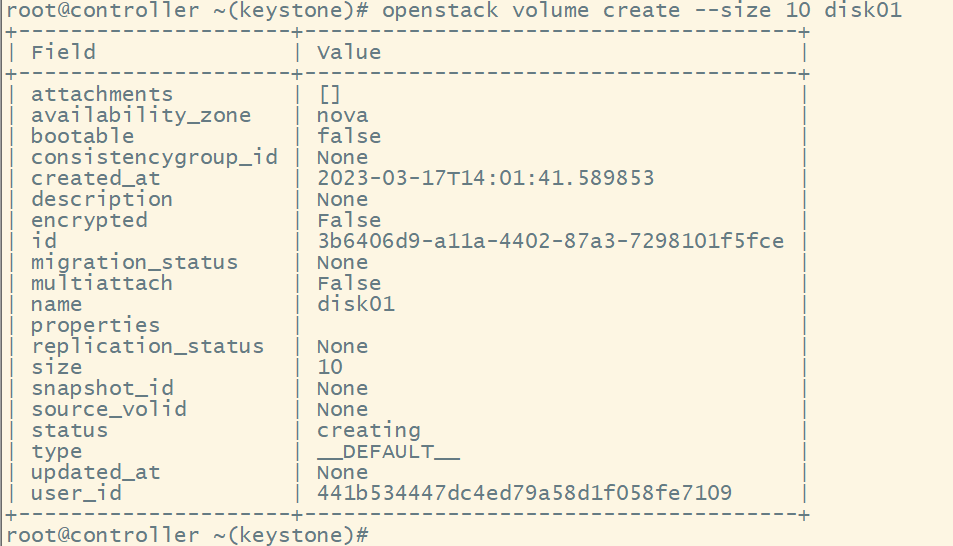 root@controller ~(keystone)# openstack volume create --size 10 disk01
+---------------------+--------------------------------------+
| Field               | Value                                |
+---------------------+--------------------------------------+
| attachments         | []                                   |
| availability_zone   | nova                                 |
| bootable            | false                                |
| consistencygroup_id | None                                 |
| created_at          | 2023-03-17T14:01:41.589853           |
| description         | None                                 |
| encrypted           | False                                |
| id                  | 3b6406d9-a11a-4402-87a3-7298101f5fce |
| migration_status    | None                                 |
| multiattach         | False                                |
| name                | disk01                               |
| properties          |                                      |
| replication_status  | None                                 |
| size                | 10                                   |
| snapshot_id         | None                                 |
| source_volid        | None                                 |
| status              | creating                             |
| type                | __DEFAULT__                          |
| updated_at          | None                                 |
| user_id             | 441b534447dc4ed79a58d1f058fe7109     |
+---------------------+--------------------------------------+
root@controller ~(keystone)#